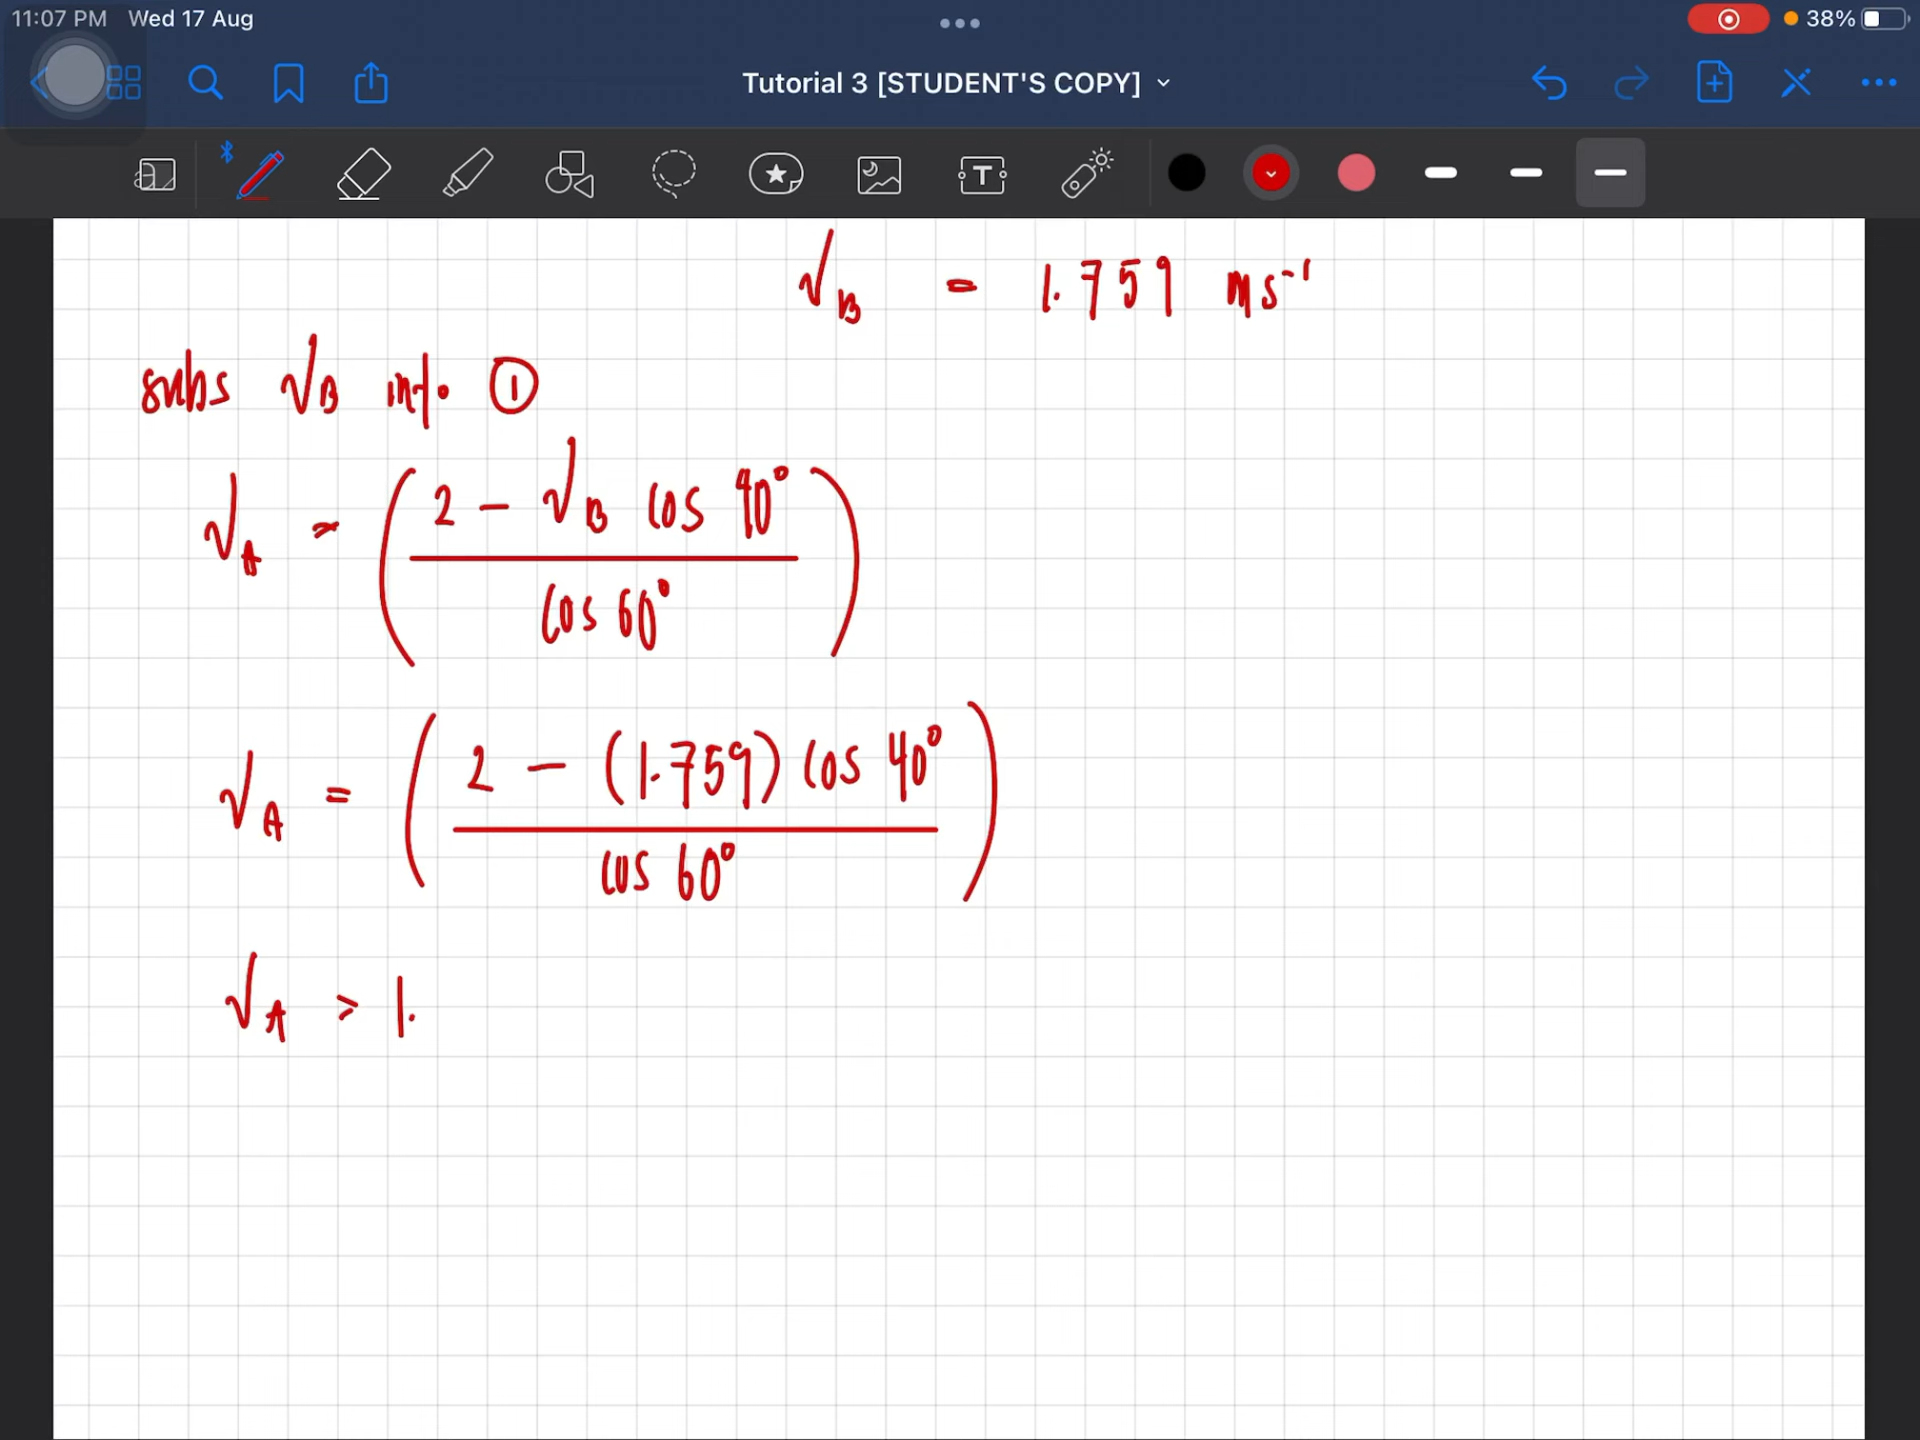 11:07 PM Wed 17 Aug
38%
Tutorial 3 [STUDENT'S COPY]
v_B = 1.759 ms⁻¹
subs v_B into ①
v_A = ( 2 - v_B cos 40° / cos 60° )
v_A = ( 2 - (1.759) cos 40° / cos 60° )
v_A = 1.